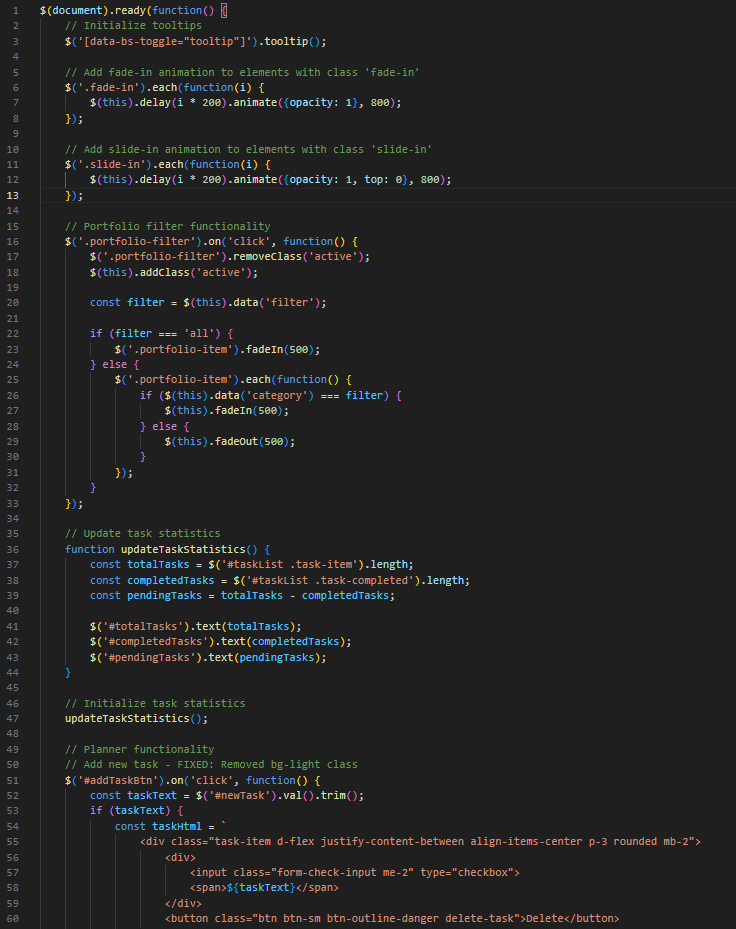 1 $(document).ready(function() {
2 // Initialize tooltips
3 $('[data-bs-toggle="tooltip"]').tooltip();
4
5 // Add fade-in animation to elements with class 'fade-in'
6 $('.fade-in').each(function(i) {
7 $(this).delay(i * 200).animate({opacity: 1}, 800);
8 });
9
10 // Add slide-in animation to elements with class 'slide-in'
11 $('.slide-in').each(function(i) {
12 $(this).delay(i * 200).animate({opacity: 1, top: 0}, 800);
13 });
14
15 // Portfolio filter functionality
16 $('.portfolio-filter').on('click', function() {
17 $('.portfolio-filter').removeClass('active');
18 $(this).addClass('active');
19
20 const filter = $(this).data('filter');
21
22 if (filter === 'all') {
23 $('.portfolio-item').fadeIn(500);
24 } else {
25 $('.portfolio-item').each(function() {
26 if ($(this).data('category') === filter) {
27 $(this).fadeIn(500);
28 } else {
29 $(this).fadeOut(500);
30 }
31 });
32 }
33 });
34
35 // Update task statistics
36 function updateTaskStatistics() {
37 const totalTasks = $('#taskList .task-item').length;
38 const completedTasks = $('#taskList .task-completed').length;
39 const pendingTasks = totalTasks - completedTasks;
40
41 $('#totalTasks').text(totalTasks);
42 $('#completedTasks').text(completedTasks);
43 $('#pendingTasks').text(pendingTasks);
44 }
45
46 // Initialize task statistics
47 updateTaskStatistics();
48
49 // Planner functionality
50 // Add new task - FIXED: Removed bg-light class
51 $('#addTaskBtn').on('click', function() {
52 const taskText = $('#newTask').val().trim();
53 if (taskText) {
54 const taskHtml = `
55 <div class="task-item d-flex justify-content-between align-items-center p-3 rounded mb-2">
56 <div>
57 <input class="form-check-input me-2" type="checkbox">
58 <span>${taskText}</span>
59 </div>
60 <button class="btn btn-sm btn-outline-danger delete-task">Delete</button>